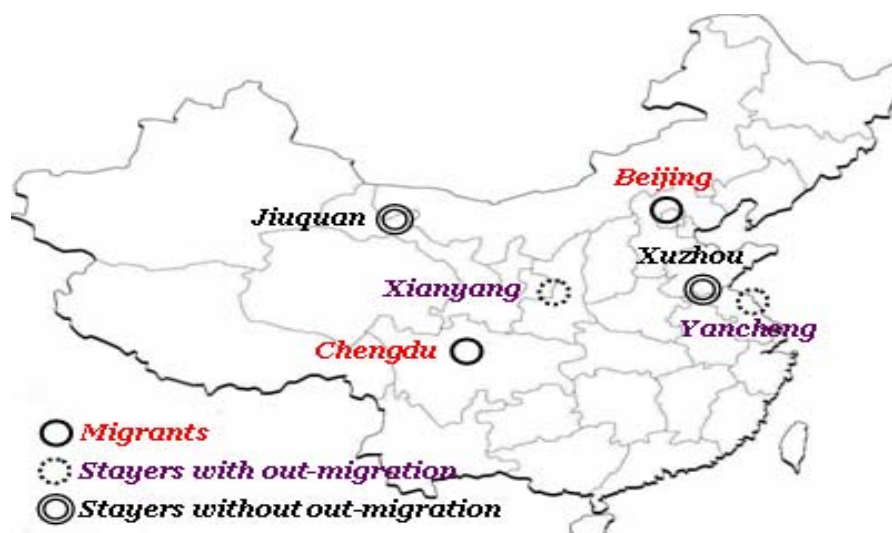 Beijing
Jiuquan
Xuzhou
Xianyang
Yancheng
Chengdu
Migrants
Stayers with out-migration
Stayers without out-migration